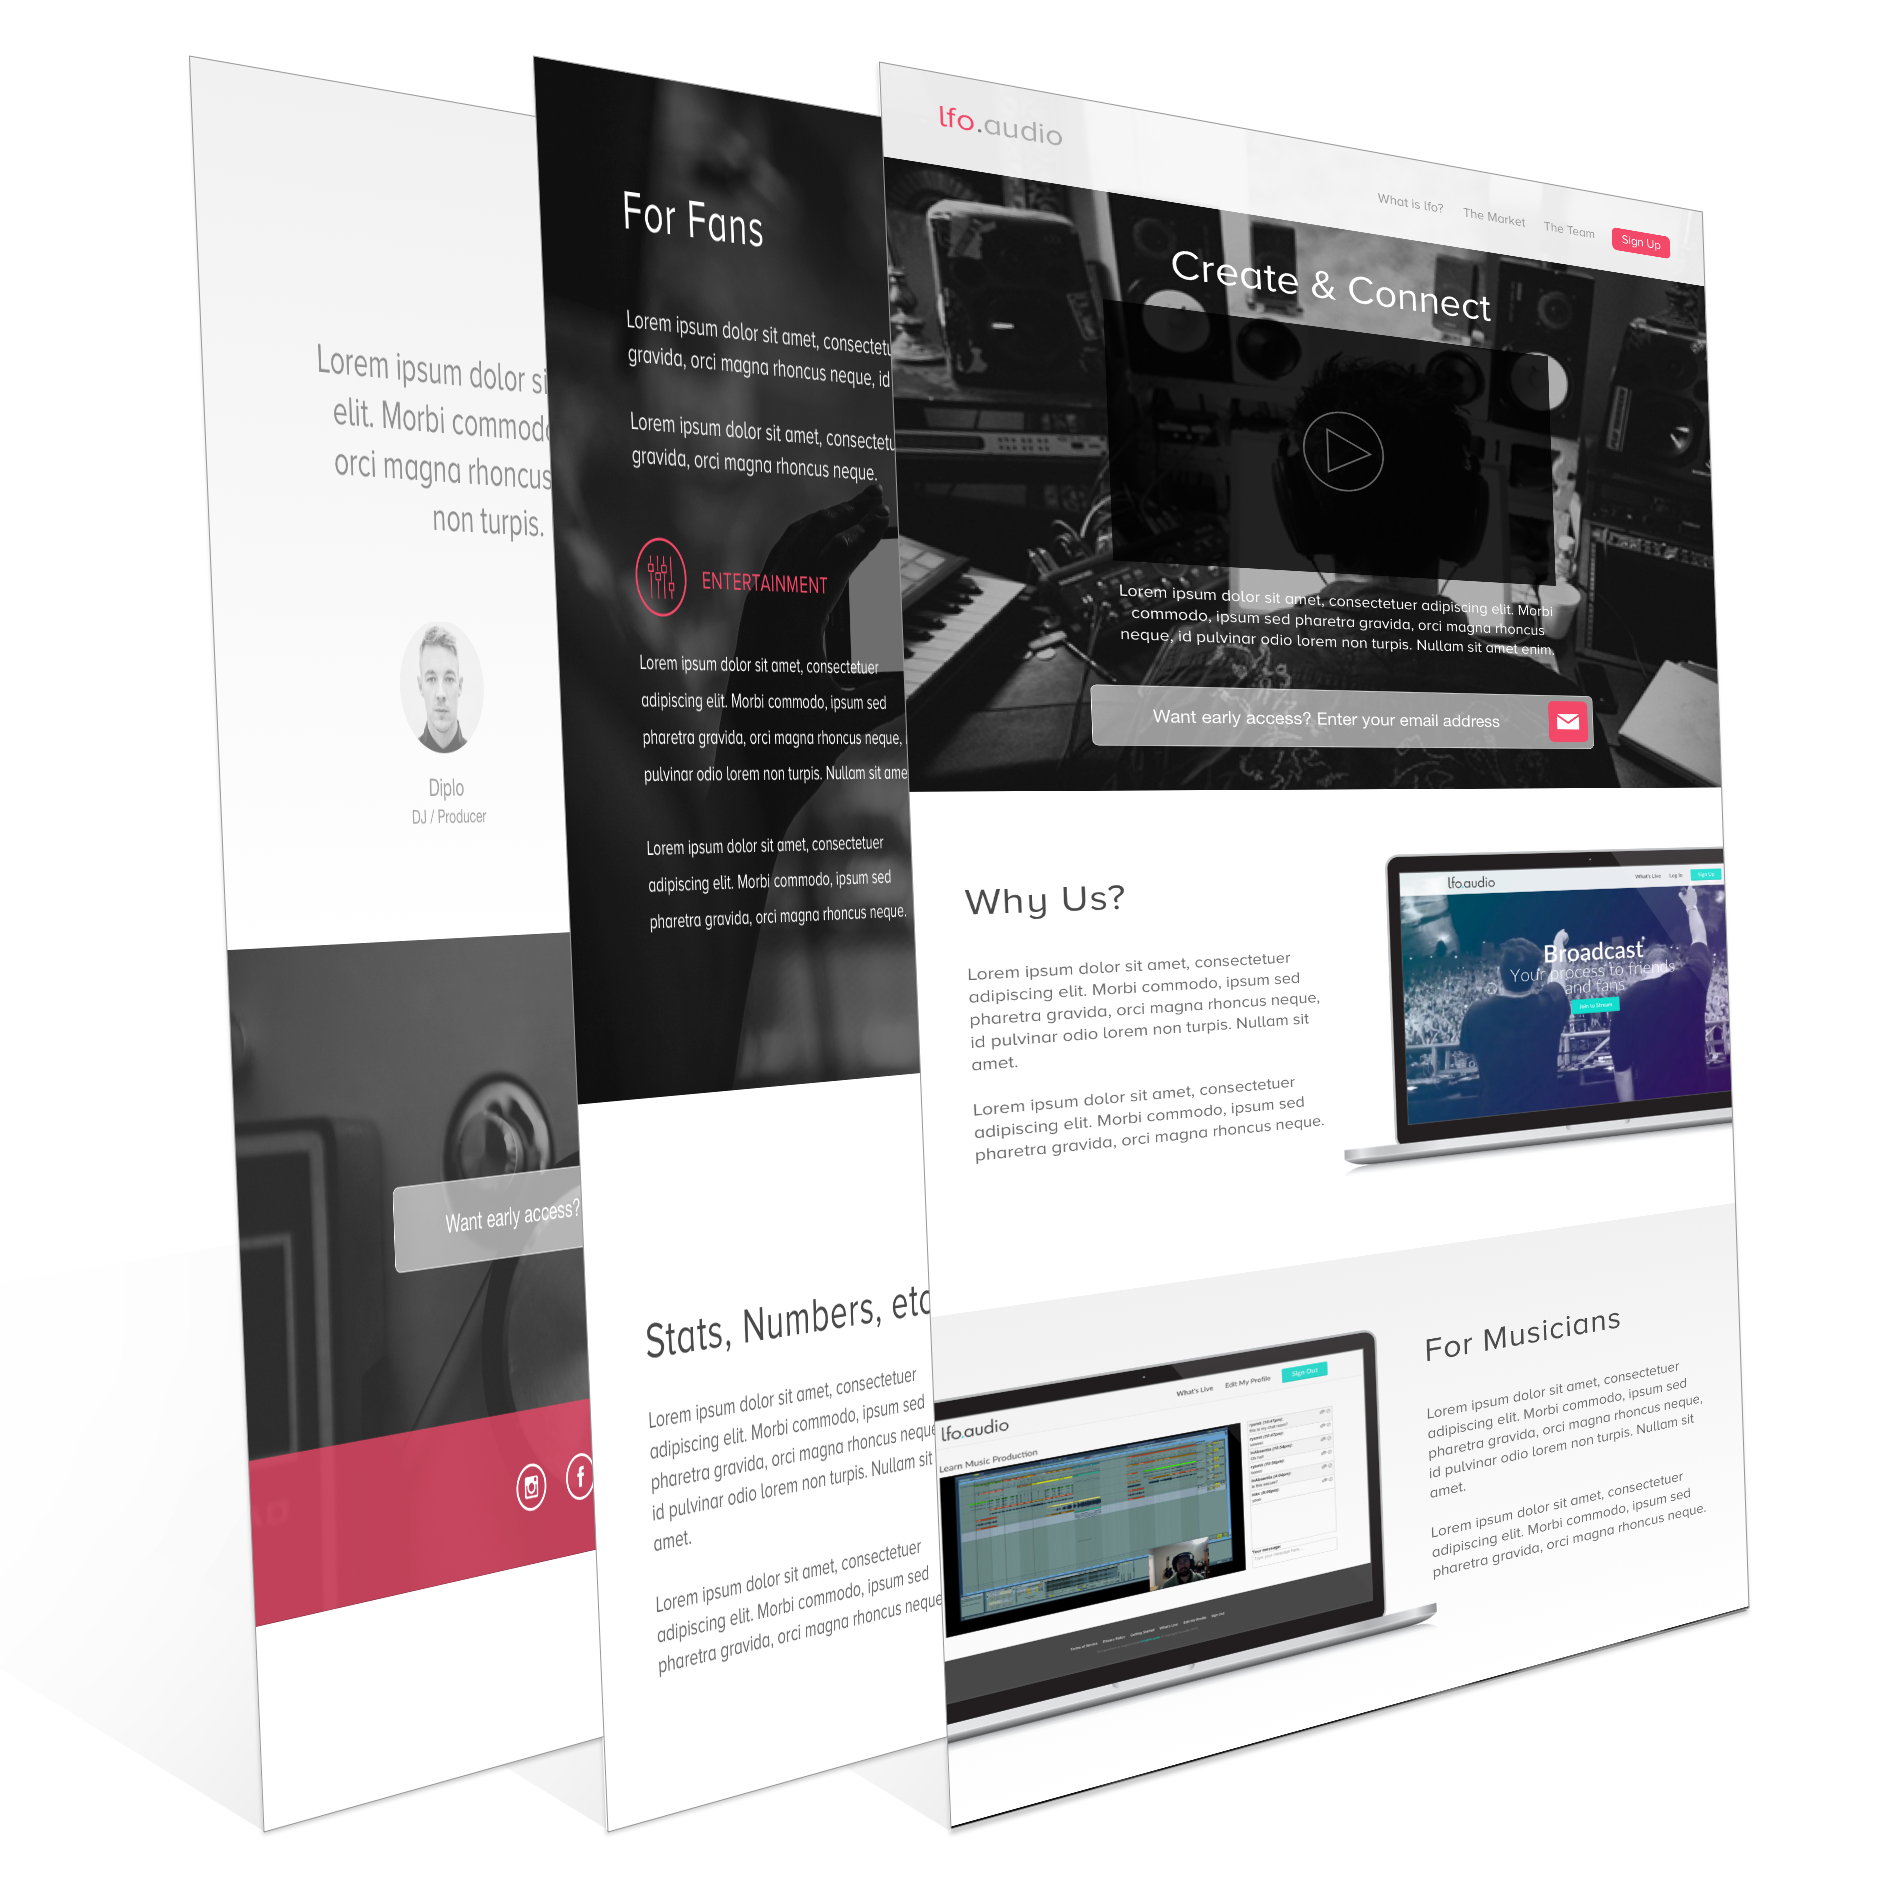 Lorem ipsum dolor si
elit. Morbi commodo
orci magna rhoncus
non turpis.
Diplo
DJ / Producer
Want early access?
For Fans
Lorem ipsum dolor sit amet, consectetu
gravida, orci magna rhoncus neque, id
Lorem ipsum dolor sit amet, consectetu
gravida, orci magna rhoncus neque.
ENTERTAINMENT
Lorem ipsum dolor sit amet, consectetuer
adipiscing elit. Morbi commodo, ipsum sed
pharetra gravida, orci magna rhoncus neque,
pulvinar odio lorem non turpis. Nullam sit ame
Lorem ipsum dolor sit amet, consectetuer
adipiscing elit. Morbi commodo, ipsum sed
pharetra gravida, orci magna rhoncus neque.
Stats, Numbers, etc
Lorem ipsum dolor sit amet, consectetuer
adipiscing elit. Morbi commodo, ipsum sed
pharetra gravida, orci magna rhoncus neque
id pulvinar odio lorem non turpis. Nullam sit
amet.
Lorem ipsum dolor sit amet, consectetuer
adipiscing elit. Morbi commodo, ipsum sed
pharetra gravida, orci magna rhoncus neque
lfo.audio
What is lfo? The Market The Team Sign Up
Create & Connect
Lorem ipsum dolor sit amet, consectetuer adipiscing elit. Morbi
commodo, ipsum sed pharetra gravida, orci magna rhoncus
neque, id pulvinar odio lorem non turpis. Nullam sit amet enim.
Want early access? Enter your email address
Why Us?
Lorem ipsum dolor sit amet, consectetuer
adipiscing elit. Morbi commodo, ipsum sed
pharetra gravida, orci magna rhoncus neque,
id pulvinar odio lorem non turpis. Nullam sit
amet.
Lorem ipsum dolor sit amet, consectetuer
adipiscing elit. Morbi commodo, ipsum sed
pharetra gravida, orci magna rhoncus neque.
lfo.audio
What's Live Log In Sign Up
Broadcast
Your process to friends
and fans
Join to Stream
What's Live Edit My Profile Sign Out
lfo.audio
Learn Music Production
Your message:
For Musicians
Lorem ipsum dolor sit amet, consectetuer
adipiscing elit. Morbi commodo, ipsum sed
pharetra gravida, orci magna rhoncus neque,
id pulvinar odio lorem non turpis. Nullam sit
amet.
Lorem ipsum dolor sit amet, consectetuer
adipiscing elit. Morbi commodo, ipsum sed
pharetra gravida, orci magna rhoncus neque.